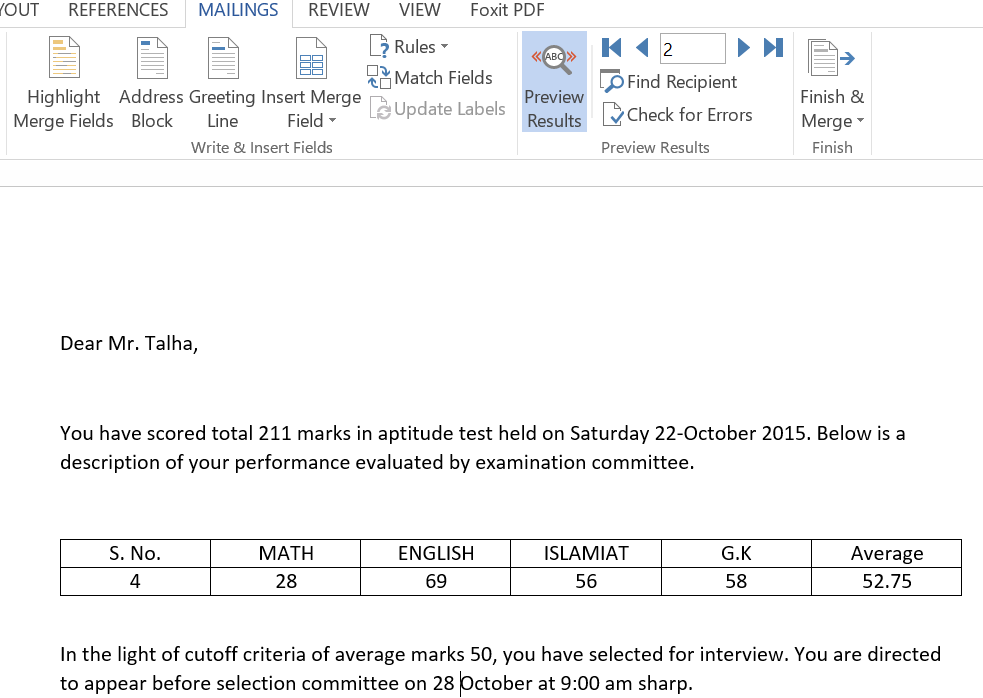 YOUT REFERENCES MAILINGS REVIEW VIEW Foxit PDF
Highlight
Merge Fields
Address
Block
Greeting
Line
Insert Merge
Field
Rules
Match Fields
Update Labels
Write & Insert Fields
«ABC»
Preview
Results
2
Find Recipient
Check for Errors
Preview Results
Finish &
Merge
Finish
Dear Mr. Talha,
You have scored total 211 marks in aptitude test held on Saturday 22-October 2015. Below is a
description of your performance evaluated by examination committee.
S. No. MATH ENGLISH ISLAMIAT G.K Average
4 28 69 56 58 52.75
In the light of cutoff criteria of average marks 50, you have selected for interview. You are directed
to appear before selection committee on 28 October at 9:00 am sharp.